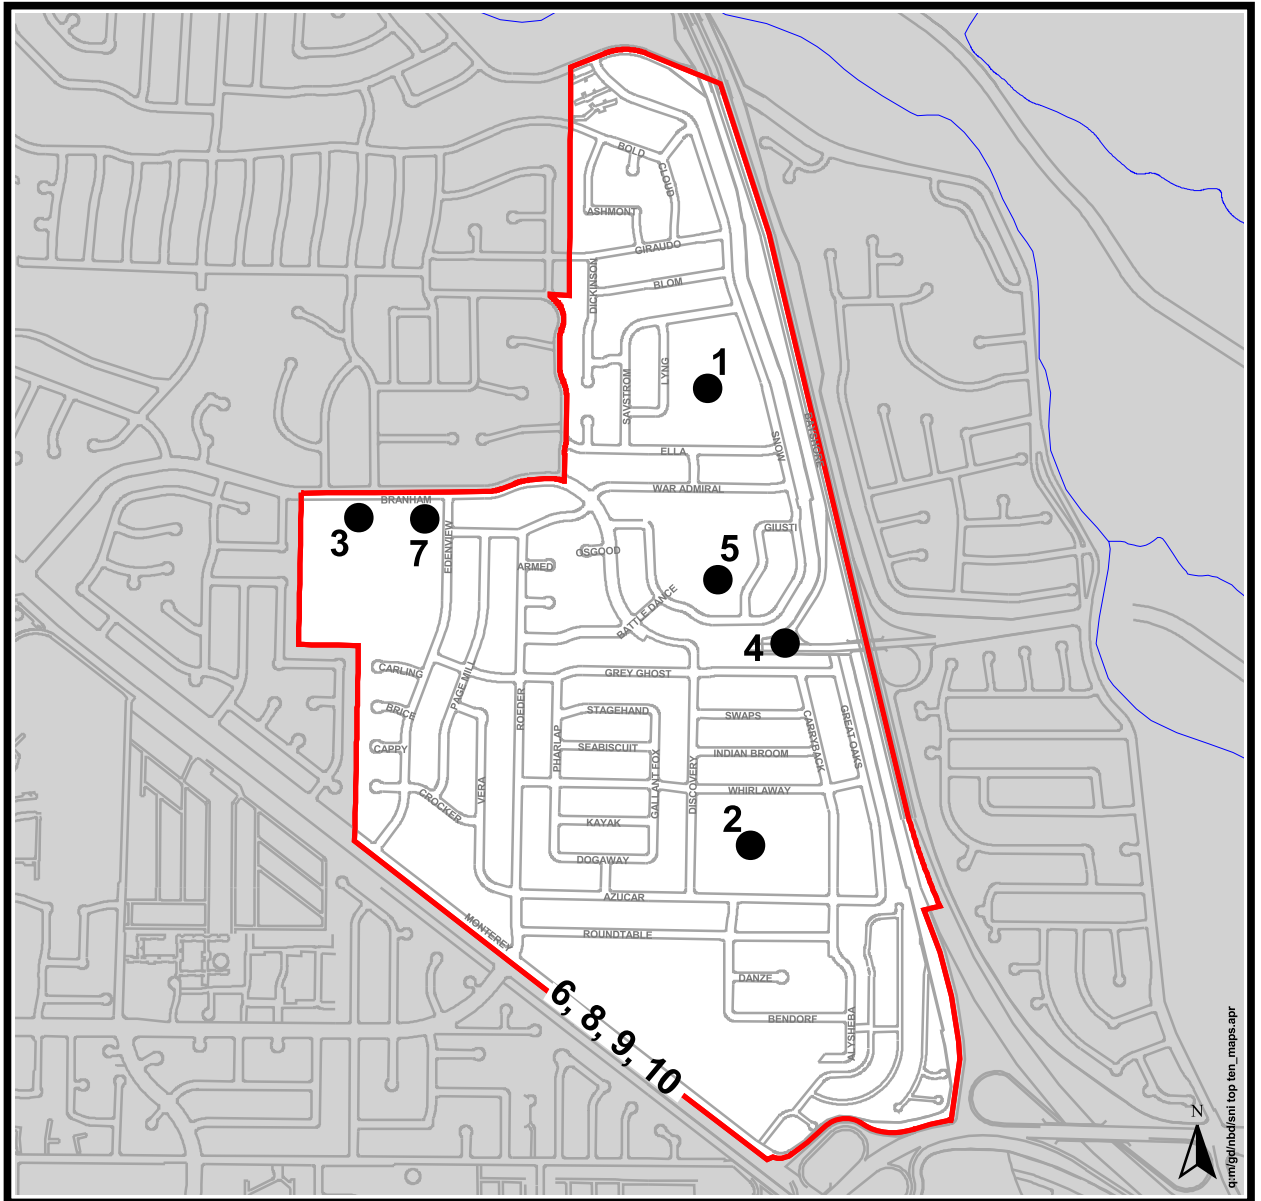 BOLD
CLOUD
ASHMONT
GIRAUDO
DICKINSON
BLOM
1
LYNG
SAVSTROM
SNOW
BAYSHORE
ELLA
WAR ADMIRAL
BRANHAM
3
7
EDENVIEW
OSGOOD
ARMED
GIUSTI
5
BATTLE DANCE
4
CARLING
PAGE MILL
GREY GHOST
BRICE
ROEDER
STAGEHAND
SWAPS
CARRYBACK
GREAT OAKS
CAPPY
PHARLAP
SEABISCUIT
INDIAN BROOM
GALLANT FOX
DISCOVERY
WHIRLAWAY
VERA
CROCKER
KAYAK
2
DOGAWAY
AZUCAR
MONTEREY
ROUNDTABLE
DANZE
6, 8, 9, 10
BENDORF
ALYSHEBA
N
q:m/gd/nbd/sni top ten_maps.apr